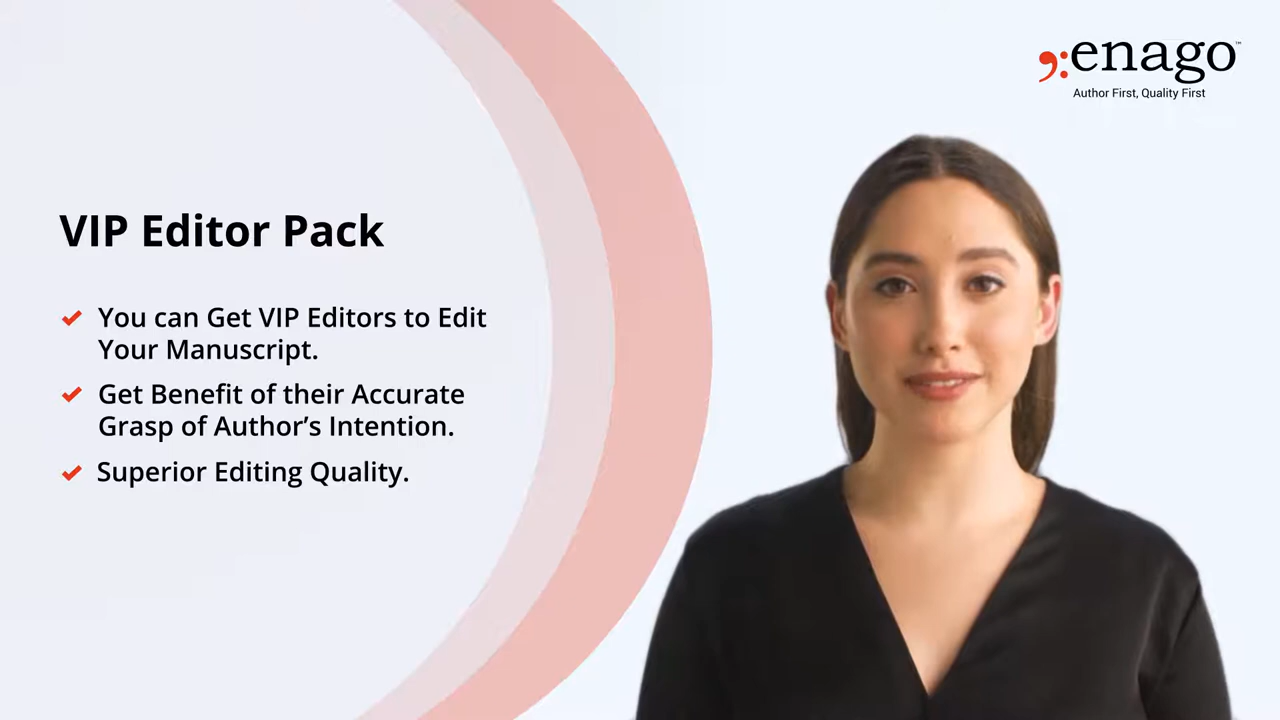 enago™
Author First, Quality First
VIP Editor Pack
You can Get VIP Editors to Edit
Your Manuscript.
Get Benefit of their Accurate
Grasp of Author’s Intention.
Superior Editing Quality.